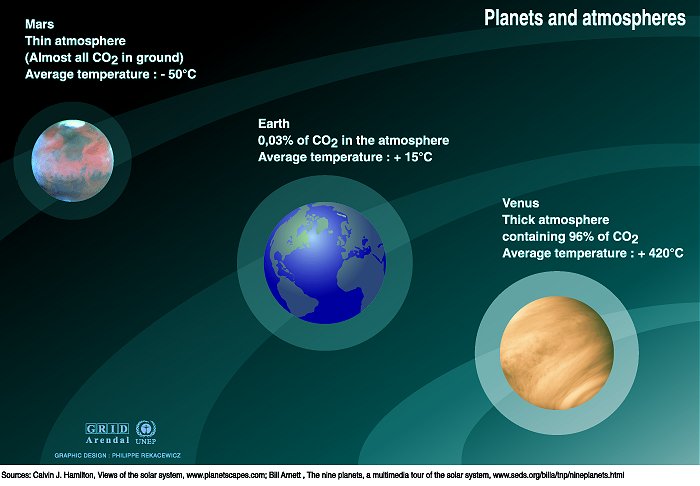 Planets and atmospheres
Mars
Thin atmosphere
(Almost all CO2 in ground)
Average temperature : - 50°C
Earth
0,03% of CO2 in the atmosphere
Average temperature : + 15°C
Venus
Thick atmosphere
containing 96% of CO2
Average temperature : + 420°C
GRID
Arendal
UNEP
GRAPHIC DESIGN : PHILIPPE REKACEWICZ
Sources: Calvin J. Hamilton, Views of the solar system, www.planetscapes.com; Bill Arnett , The nine planets, a multimedia tour of the solar system, www.seds.org/billa/tnp/nineplanets.html